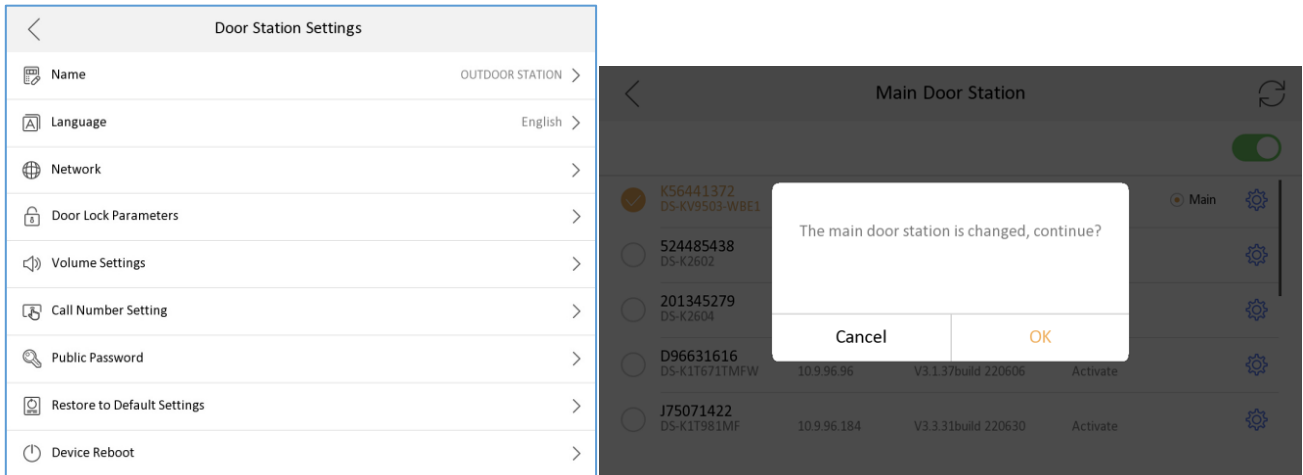 Door Station Settings
Name OUTDOOR STATION
Language English
Network
Door Lock Parameters
Volume Settings
Call Number Setting
Public Password
Restore to Default Settings
Device Reboot
Main Door Station
K56441372
DS-KV9503-WBE1
Main
524485438
DS-K2602
201345279
DS-K2604
D96631616
DS-K1T671TMFW 10.9.96.96 V3.1.37build 220606 Activate
J75071422
DS-K1T981MF 10.9.96.184 V3.3.31build 220630 Activate
The main door station is changed, continue?
Cancel OK